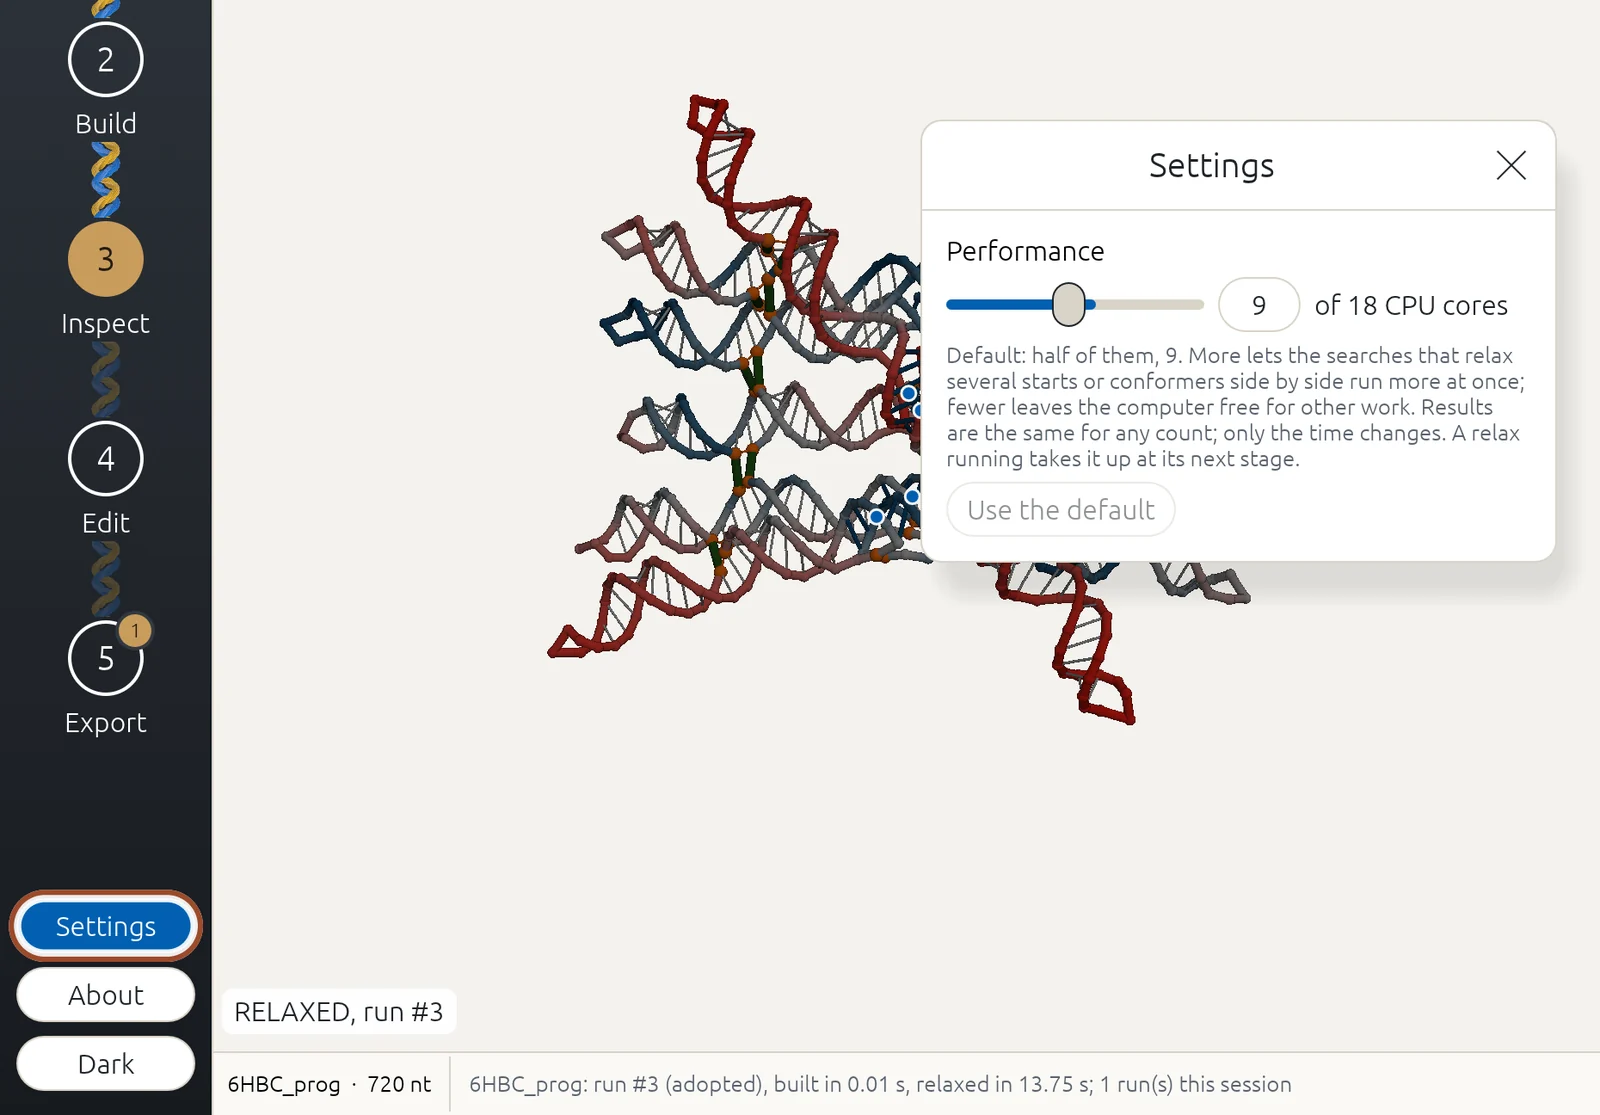 2
Build
3
Inspect
4
Edit
1
5
Export
Settings
About
Dark
Settings
Performance
9
of 18 CPU cores
Default: half of them, 9. More lets the searches that relax
several starts or conformers side by side run more at once;
fewer leaves the computer free for other work. Results
are the same for any count; only the time changes. A relax
running takes it up at its next stage.
Use the default
RELAXED, run #3
6HBC_prog · 720 nt
6HBC_prog: run #3 (adopted), built in 0.01 s, relaxed in 13.75 s; 1 run(s) this session